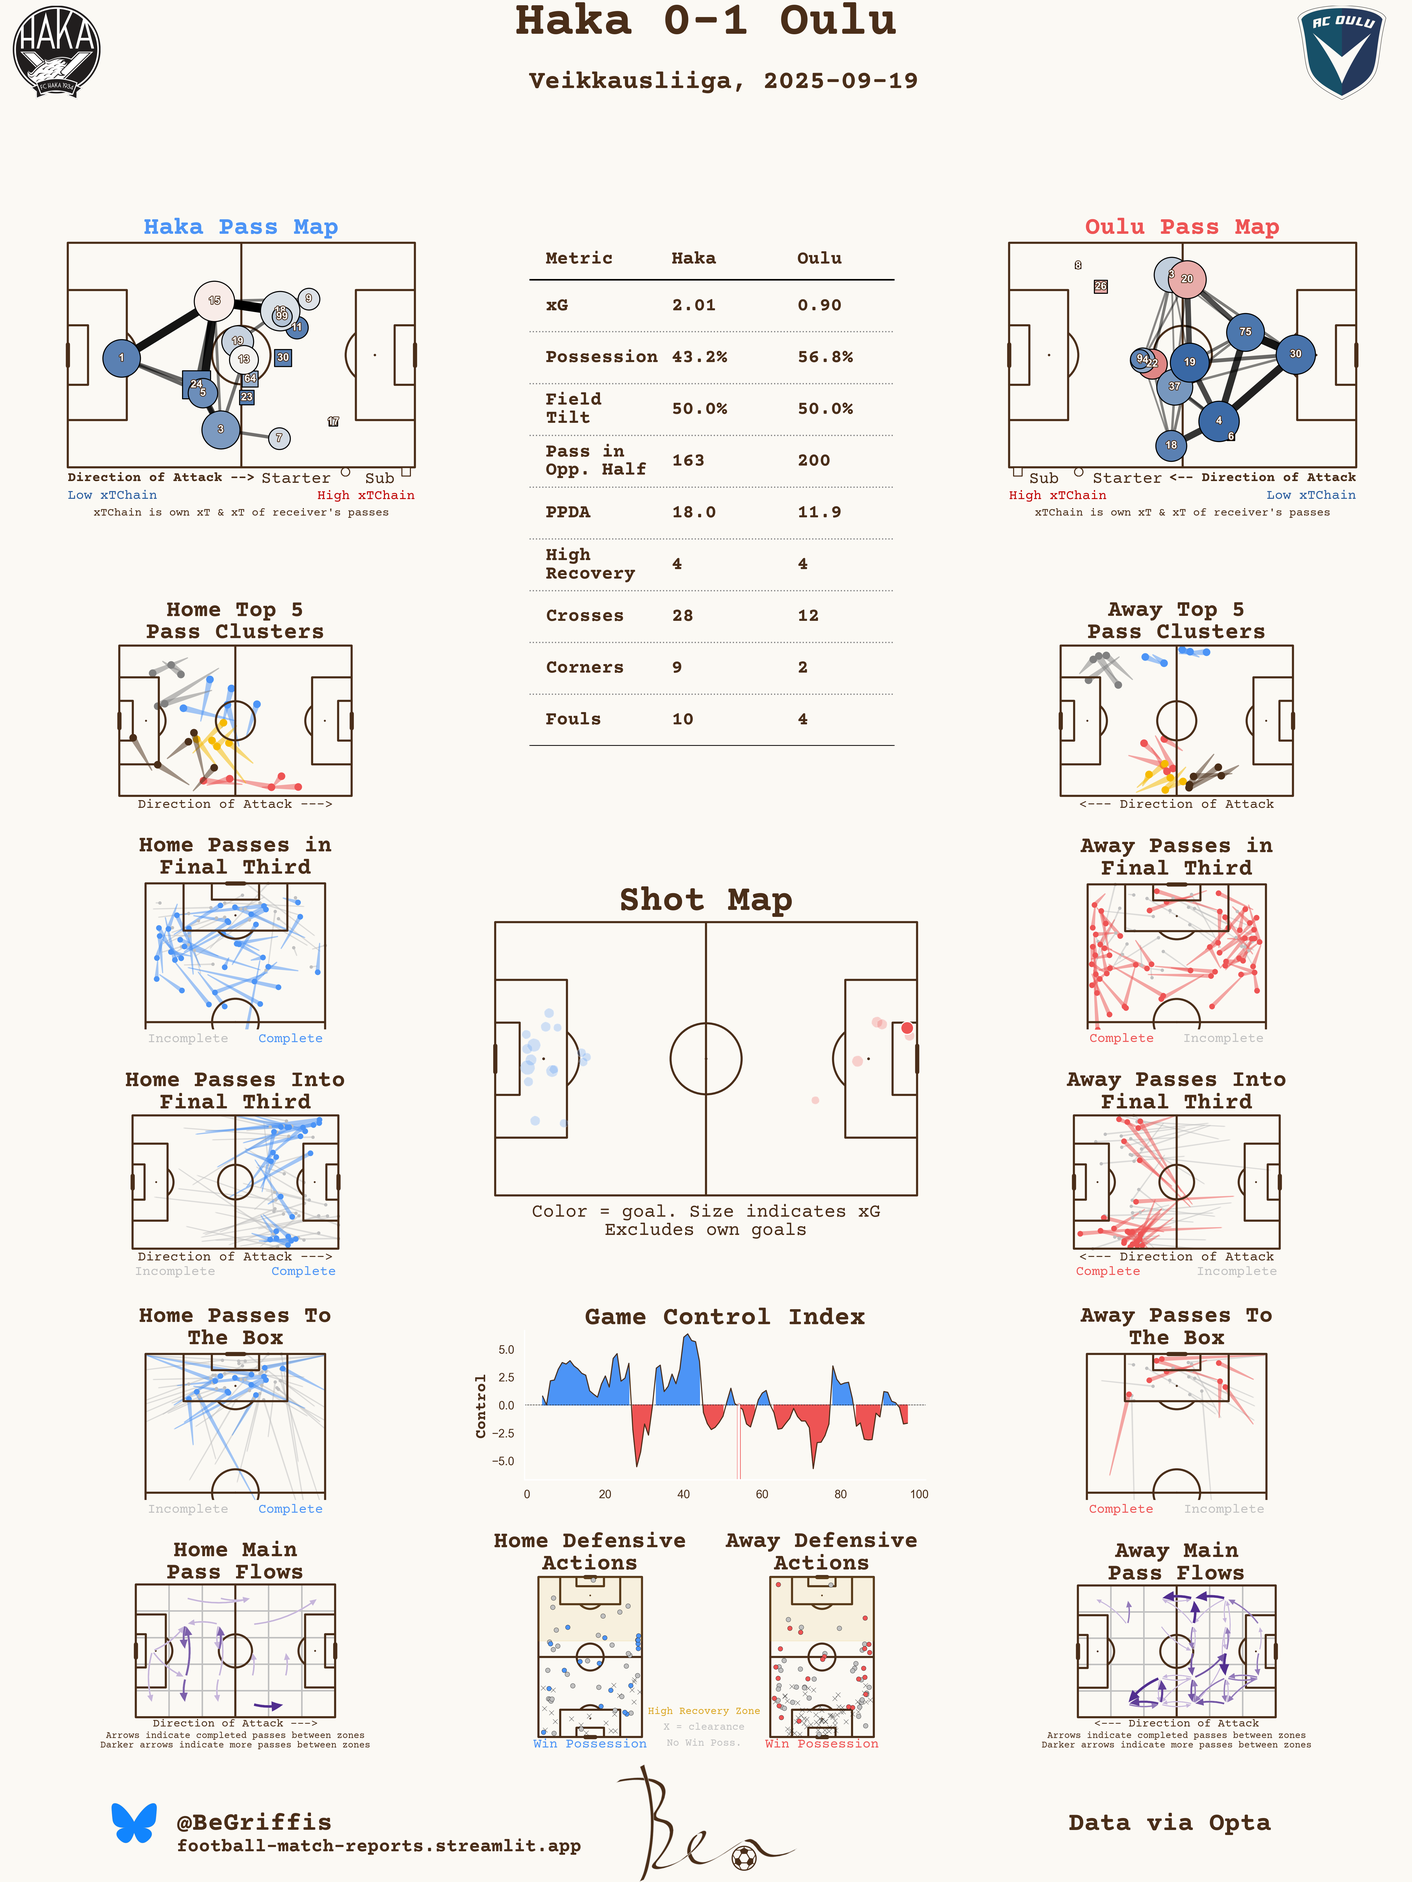 Haka 0-1 Oulu
Veikkausliiga, 2025-09-19
HAKA
FC HAKA 1934
AC OULU
Haka Pass Map
15
9
18
99
11
19
1
13
30
24
64
5
23
17
3
7
Direction of Attack --> Starter Sub
Low xTChain High xTChain
xTChain is own xT & xT of receiver's passes
Metric Haka Oulu
xG 2.01 0.90
Possession 43.2% 56.8%
Field
Tilt 50.0% 50.0%
Pass in
Opp. Half 163 200
PPDA 18.0 11.9
High
Recovery 4 4
Crosses 28 12
Corners 9 2
Fouls 10 4
Oulu Pass Map
8
3
20
26
75
94
22
19
30
37
4
6
18
Sub Starter <-- Direction of Attack
High xTChain Low xTChain
xTChain is own xT & xT of receiver's passes
Home Top 5
Pass Clusters
Direction of Attack --->
Away Top 5
Pass Clusters
<--- Direction of Attack
Home Passes in
Final Third
Incomplete Complete
Away Passes in
Final Third
Complete Incomplete
Shot Map
Color = goal. Size indicates xG
Excludes own goals
Home Passes Into
Final Third
Direction of Attack --->
Incomplete Complete
Away Passes Into
Final Third
<--- Direction of Attack
Complete Incomplete
Home Passes To
The Box
Incomplete Complete
Game Control Index
Control
5.0
2.5
0.0
−2.5
−5.0
0 20 40 60 80 100
Away Passes To
The Box
Complete Incomplete
Home Main
Pass Flows
Direction of Attack --->
Arrows indicate completed passes between zones
Darker arrows indicate more passes between zones
Home Defensive
Actions
Win Possession
Away Defensive
Actions
Win Possession
High Recovery Zone
X = clearance
No Win Poss.
Away Main
Pass Flows
<--- Direction of Attack
Arrows indicate completed passes between zones
Darker arrows indicate more passes between zones
@BeGriffis
football-match-reports.streamlit.app
Ben
Data via Opta